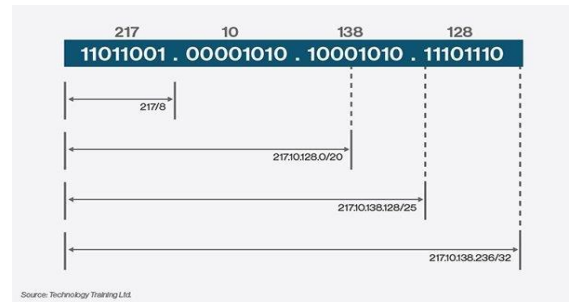 217 10 138 128
11011001 . 00001010 . 10001010 . 11101110
217/8
217.10.128.0/20
217.10.138.128/25
217.10.138.236/32
Source: Technology Training Ltd.